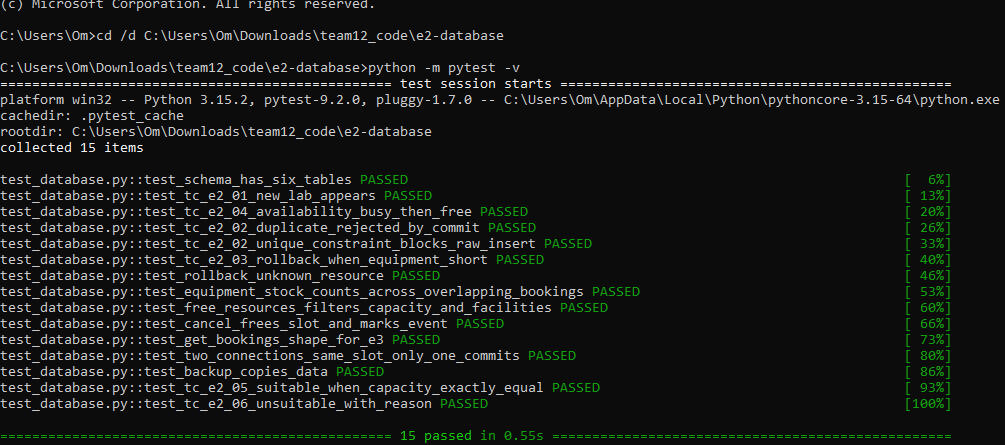 (c) Microsoft Corporation. All rights reserved.
C:\Users\Om>cd /d C:\Users\Om\Downloads\team12_code\e2-database
C:\Users\Om\Downloads\team12_code\e2-database>python -m pytest -v
================================================= test session starts =================================================
platform win32 -- Python 3.15.2, pytest-9.2.0, pluggy-1.7.0 -- C:\Users\Om\AppData\Local\Python\pythoncore-3.15-64\python.exe
cachedir: .pytest_cache
rootdir: C:\Users\Om\Downloads\team12_code\e2-database
collected 15 items
test_database.py::test_schema_has_six_tables PASSED [  6%]
test_database.py::test_tc_e2_01_new_lab_appears PASSED [ 13%]
test_database.py::test_tc_e2_04_availability_busy_then_free PASSED [ 20%]
test_database.py::test_tc_e2_02_duplicate_rejected_by_commit PASSED [ 26%]
test_database.py::test_tc_e2_02_unique_constraint_blocks_raw_insert PASSED [ 33%]
test_database.py::test_tc_e2_03_rollback_when_equipment_short PASSED [ 40%]
test_database.py::test_rollback_unknown_resource PASSED [ 46%]
test_database.py::test_equipment_stock_counts_across_overlapping_bookings PASSED [ 53%]
test_database.py::test_free_resources_filters_capacity_and_facilities PASSED [ 60%]
test_database.py::test_cancel_frees_slot_and_marks_event PASSED [ 66%]
test_database.py::test_get_bookings_shape_for_e3 PASSED [ 73%]
test_database.py::test_two_connections_same_slot_only_one_commits PASSED [ 80%]
test_database.py::test_backup_copies_data PASSED [ 86%]
test_database.py::test_tc_e2_05_suitable_when_capacity_exactly_equal PASSED [ 93%]
test_database.py::test_tc_e2_06_unsuitable_with_reason PASSED [100%]
================================================= 15 passed in 0.55s ==================================================